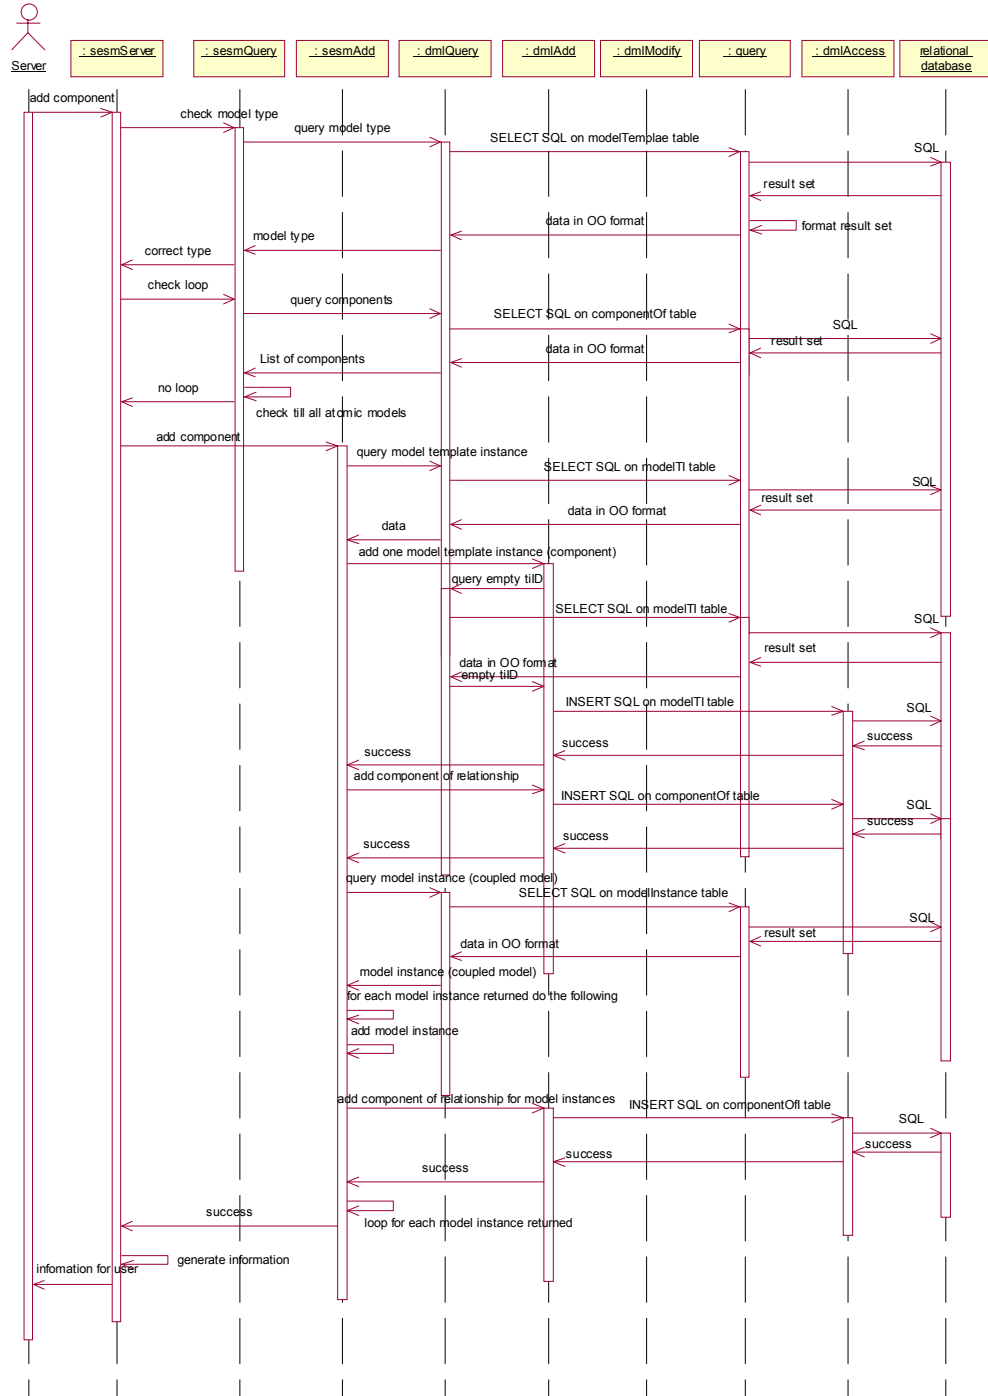 : sesmServer
: sesmQuery
: sesmAdd
: dmlQuery
: dmlAdd
: dmlModify
: query
: dmlAccess
relational
database
Server
add component
check model type
query model type
SELECT SQL on modelTemplae table
SQL
result set
format result set
data in OO format
model type
correct type
check loop
query components
SELECT SQL on componentOf table
SQL
result set
data in OO format
List of components
no loop
check till all atomic models
add component
query model template instance
SELECT SQL on modelTI table
SQL
result set
data in OO format
data
add one model template instance (component)
query empty tiID
SELECT SQL on modelTI table
SQL
result set
data in OO format
empty tiID
INSERT SQL on modelTI table
SQL
success
success
success
add component of relationship
INSERT SQL on componentOf table
SQL
success
success
success
query model instance (coupled model)
SELECT SQL on modelInstance table
SQL
result set
data in OO format
model instance (coupled model)
for each model instance returned do the following
add model instance
add component of relationship for model instances
INSERT SQL on componentOfI table
SQL
success
success
success
success
loop for each model instance returned
generate information
infomation for user